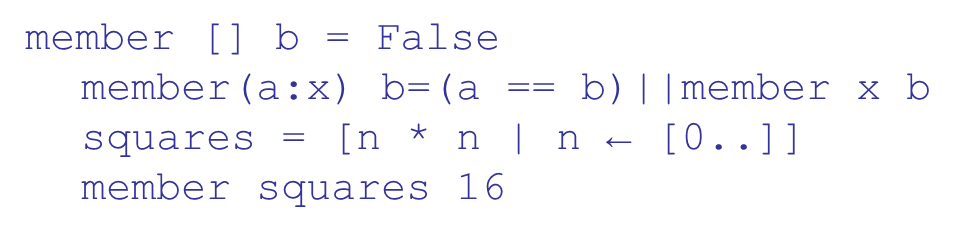 member [] b = False
member(a:x) b=(a == b)||member x b
squares = [n * n | n ← [0..]]
member squares 16